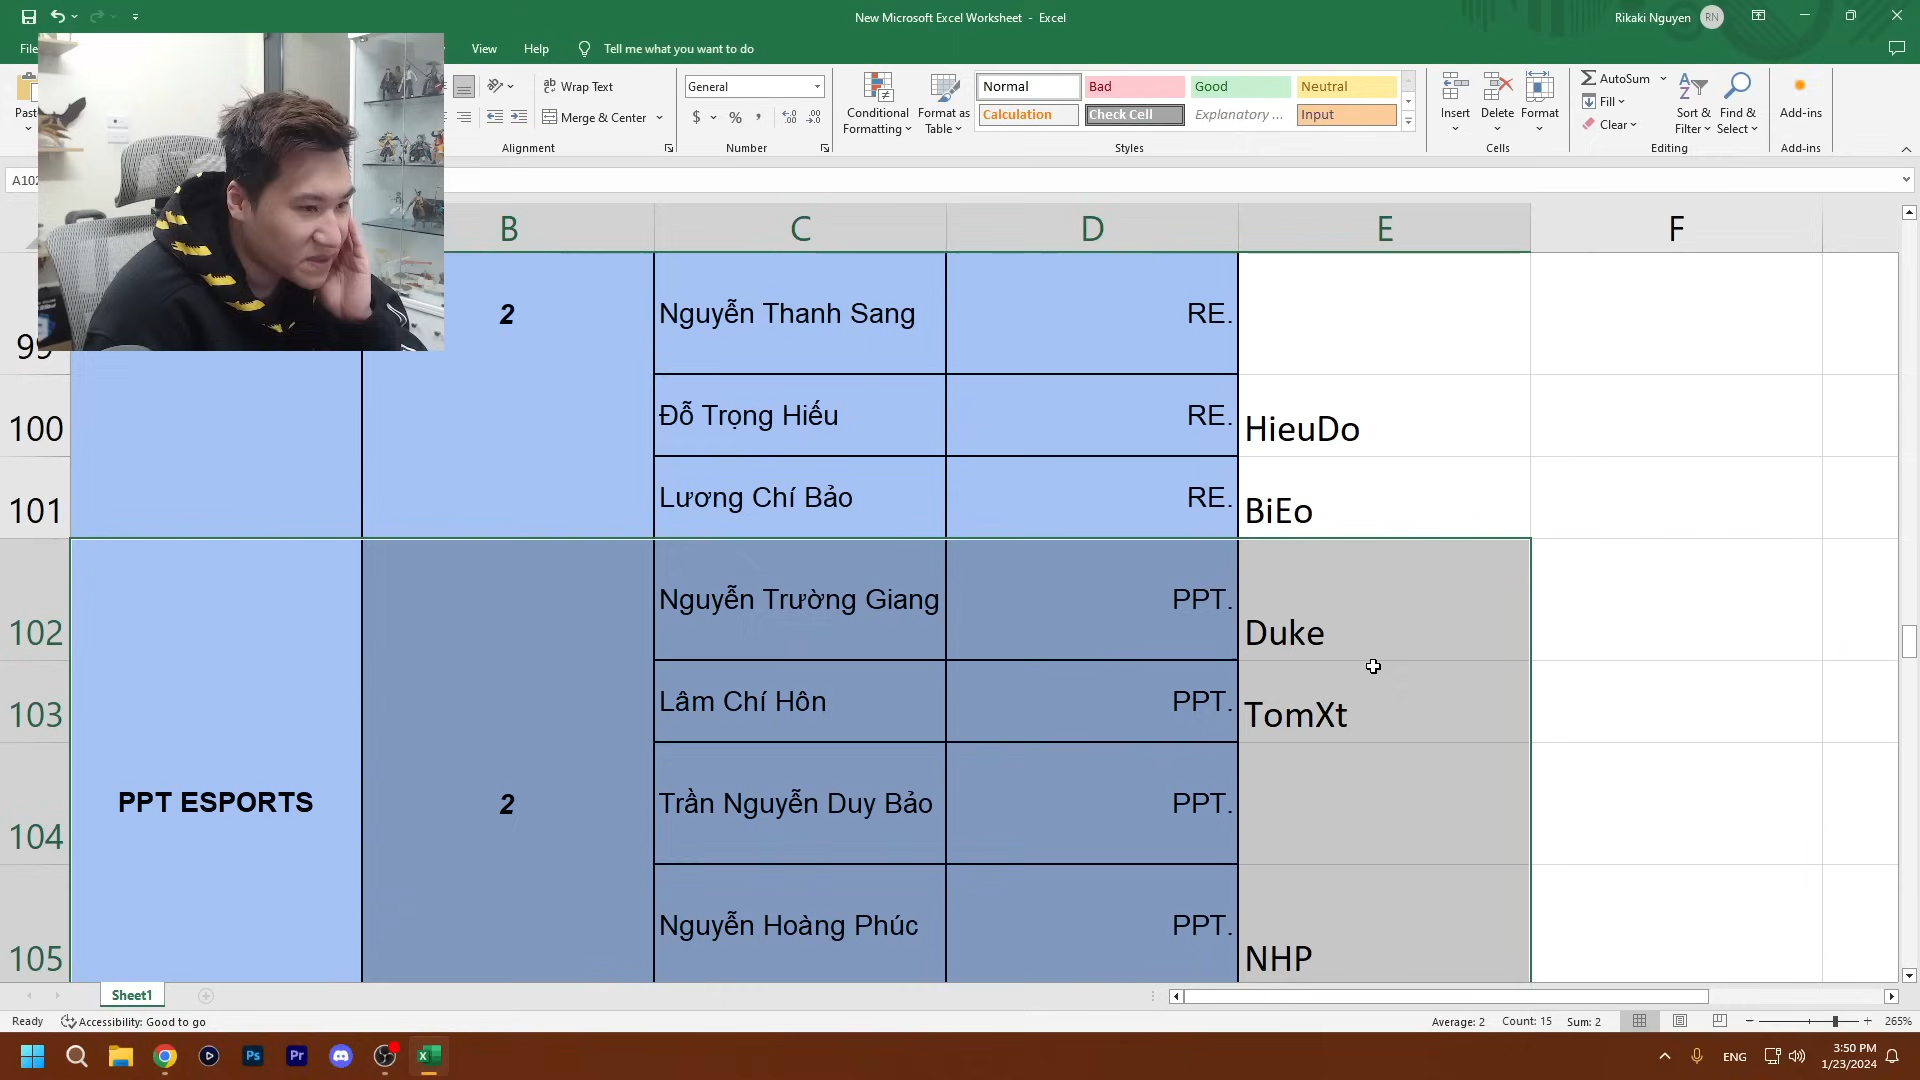 New Microsoft Excel Worksheet - Excel
Rikaki Nguyen
RN
View
Help
Tell me what you want to do
Wrap Text
General
Normal
Bad
Good
Neutral
AutoSum
Merge & Center
$ % ,
Conditional Formatting
Format as Table
Calculation
Check Cell
Explanatory ...
Input
Insert
Delete
Format
Fill
Clear
Sort & Filter
Find & Select
Add-ins
Alignment
Number
Styles
Cells
Editing
Add-ins
B C D E F
99 2 Nguyễn Thanh Sang RE.
100 Đỗ Trọng Hiếu RE. HieuDo
101 Lương Chí Bảo RE. BiEo
102 Nguyễn Trường Giang PPT. Duke
103 Lâm Chí Hôn PPT. TomXt
PPT ESPORTS 2
104 Trần Nguyễn Duy Bảo PPT.
105 Nguyễn Hoàng Phúc PPT. NHP
Sheet1
Ready
Accessibility: Good to go
Average: 2 Count: 15 Sum: 2
265%
Ps
Pr
ENG
3:50 PM
1/23/2024